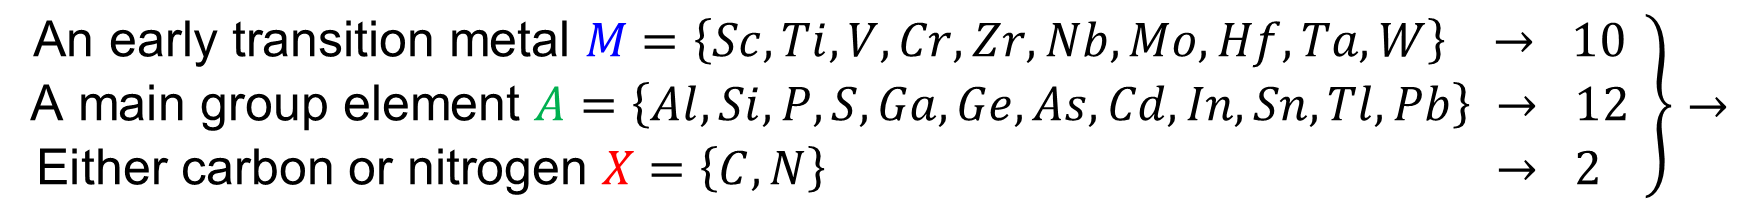 An early transition metal M = {Sc, Ti, V, Cr, Zr, Nb, Mo, Hf, Ta, W} → 10
A main group element A = {Al, Si, P, S, Ga, Ge, As, Cd, In, Sn, Tl, Pb} → 12 } →
Either carbon or nitrogen X = {C, N} → 2